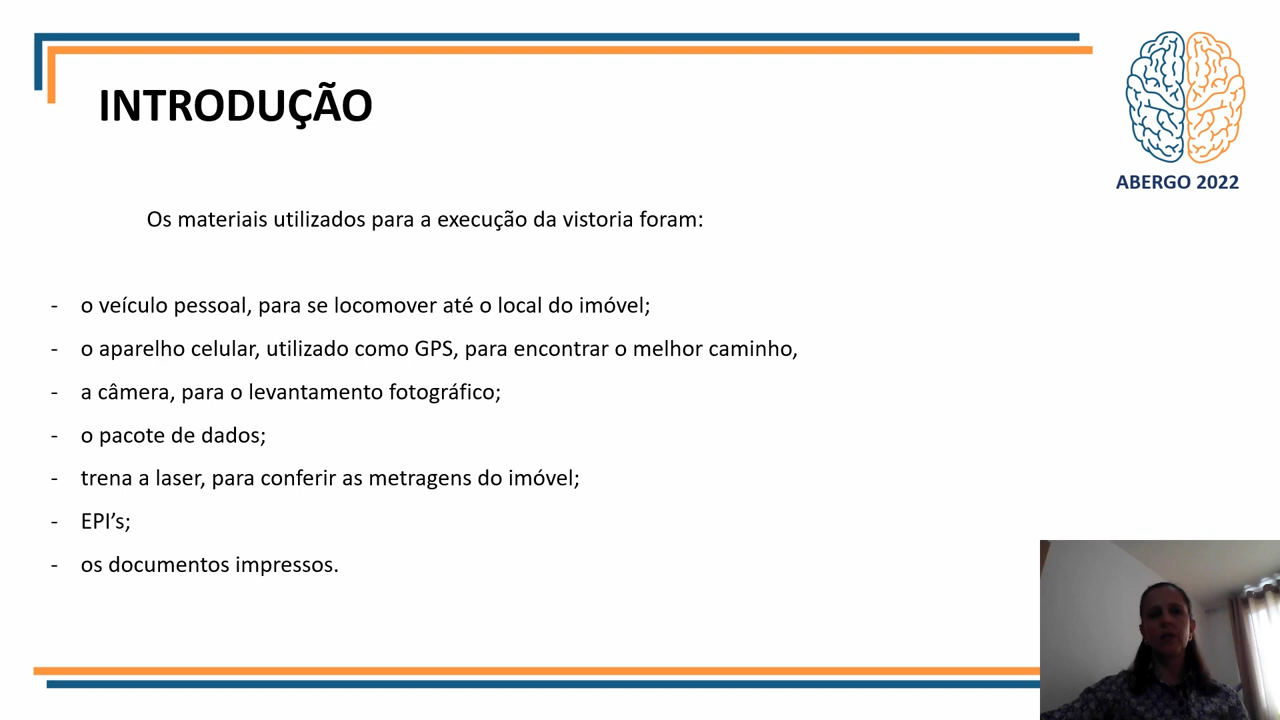 INTRODUÇÃO
ABERGO 2022
Os materiais utilizados para a execução da vistoria foram:
- o veículo pessoal, para se locomover até o local do imóvel;
- o aparelho celular, utilizado como GPS, para encontrar o melhor caminho,
- a câmera, para o levantamento fotográfico;
- o pacote de dados;
- trena a laser, para conferir as metragens do imóvel;
- EPI’s;
- os documentos impressos.